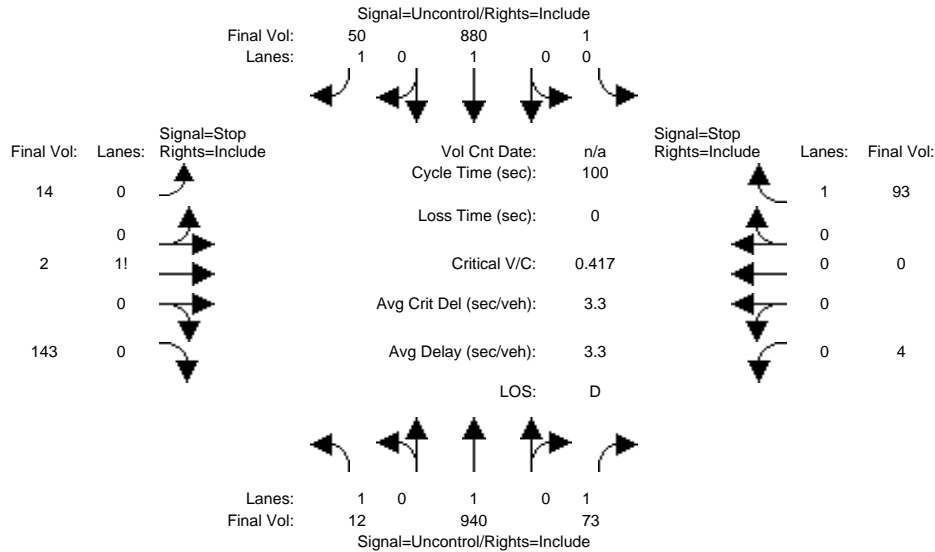 Signal=Uncontrol/Rights=Include
Final Vol: 50 880 1
Lanes: 1 0 1 0 0
Signal=Stop
Final Vol: Lanes: Rights=Include
Vol Cnt Date: n/a
Signal=Stop
Rights=Include Lanes: Final Vol:
Cycle Time (sec): 100
14 0
1 93
Loss Time (sec): 0
0
0
2 1!
Critical V/C: 0.417
0 0
0
Avg Crit Del (sec/veh): 3.3
0
143 0
Avg Delay (sec/veh): 3.3
0 4
LOS: D
Lanes: 1 0 1 0 1
Final Vol: 12 940 73
Signal=Uncontrol/Rights=Include